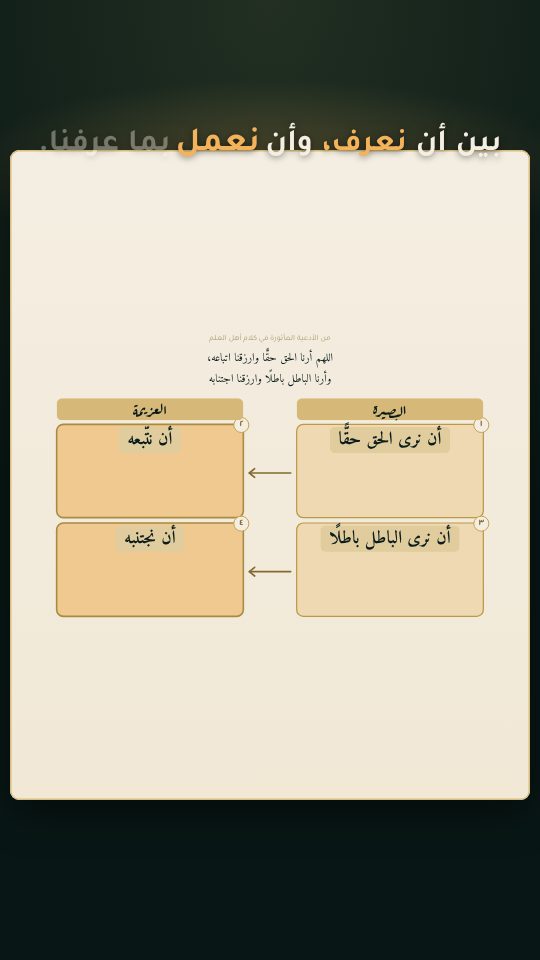 بين أن نعرف، وأن نعمل بما عرفنا.
من الأدعية المأثورة في كلام أهل العلم
اللهم أرنا الحق حقًّا وارزقنا اتباعه،
وأرنا الباطل باطلًا وارزقنا اجتنابه
البصيرة
العزيمة
١
أن نرى الحق حقًّا
٢
أن نتّبعه
٣
أن نرى الباطل باطلًا
٤
أن نجتنبه